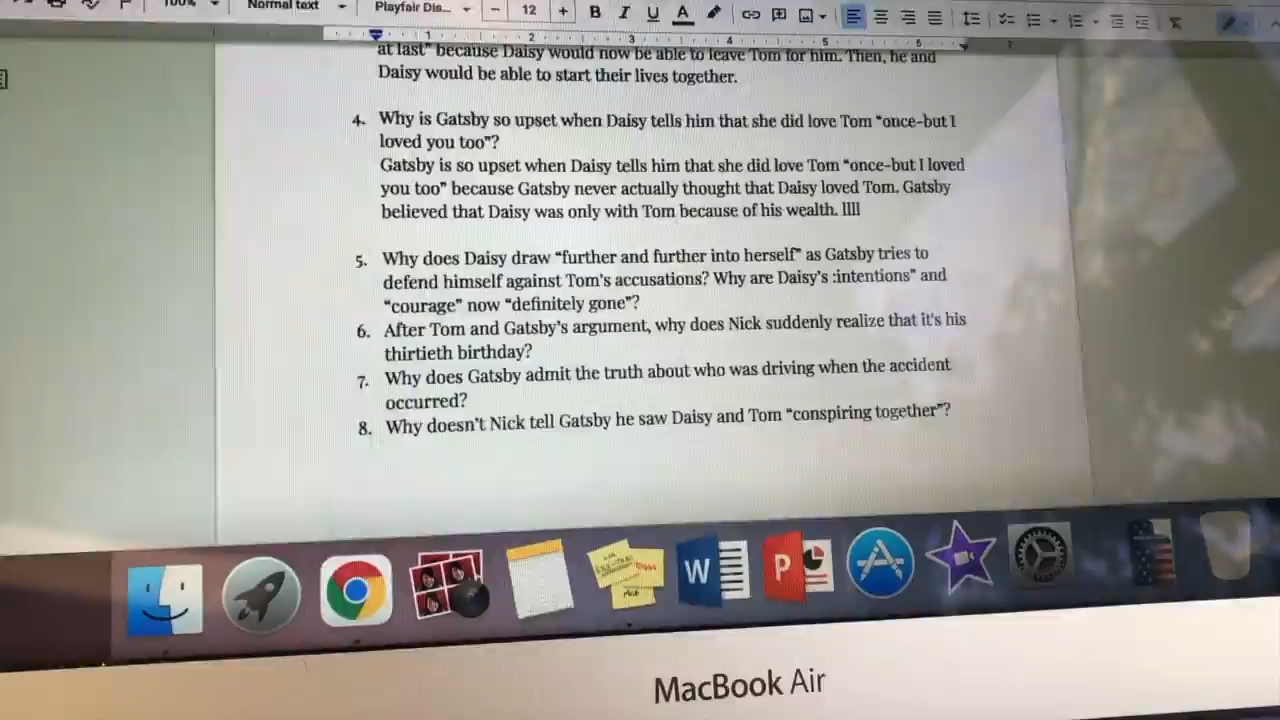 100%
Normal text
Playfair Dis...
12
B I U A
1 2 3 4 5 6 7
at last" because Daisy would now be able to leave Tom for him. Then, he and
Daisy would be able to start their lives together.
4. Why is Gatsby so upset when Daisy tells him that she did love Tom "once-but I
loved you too"?
Gatsby is so upset when Daisy tells him that she did love Tom "once-but I loved
you too" because Gatsby never actually thought that Daisy loved Tom. Gatsby
believed that Daisy was only with Tom because of his wealth. llll
5. Why does Daisy draw "further and further into herself" as Gatsby tries to
defend himself against Tom's accusations? Why are Daisy's :intentions" and
"courage" now "definitely gone"?
6. After Tom and Gatsby's argument, why does Nick suddenly realize that it's his
thirtieth birthday?
7. Why does Gatsby admit the truth about who was driving when the accident
occurred?
8. Why doesn't Nick tell Gatsby he saw Daisy and Tom "conspiring together"?
W
P
MacBook Air